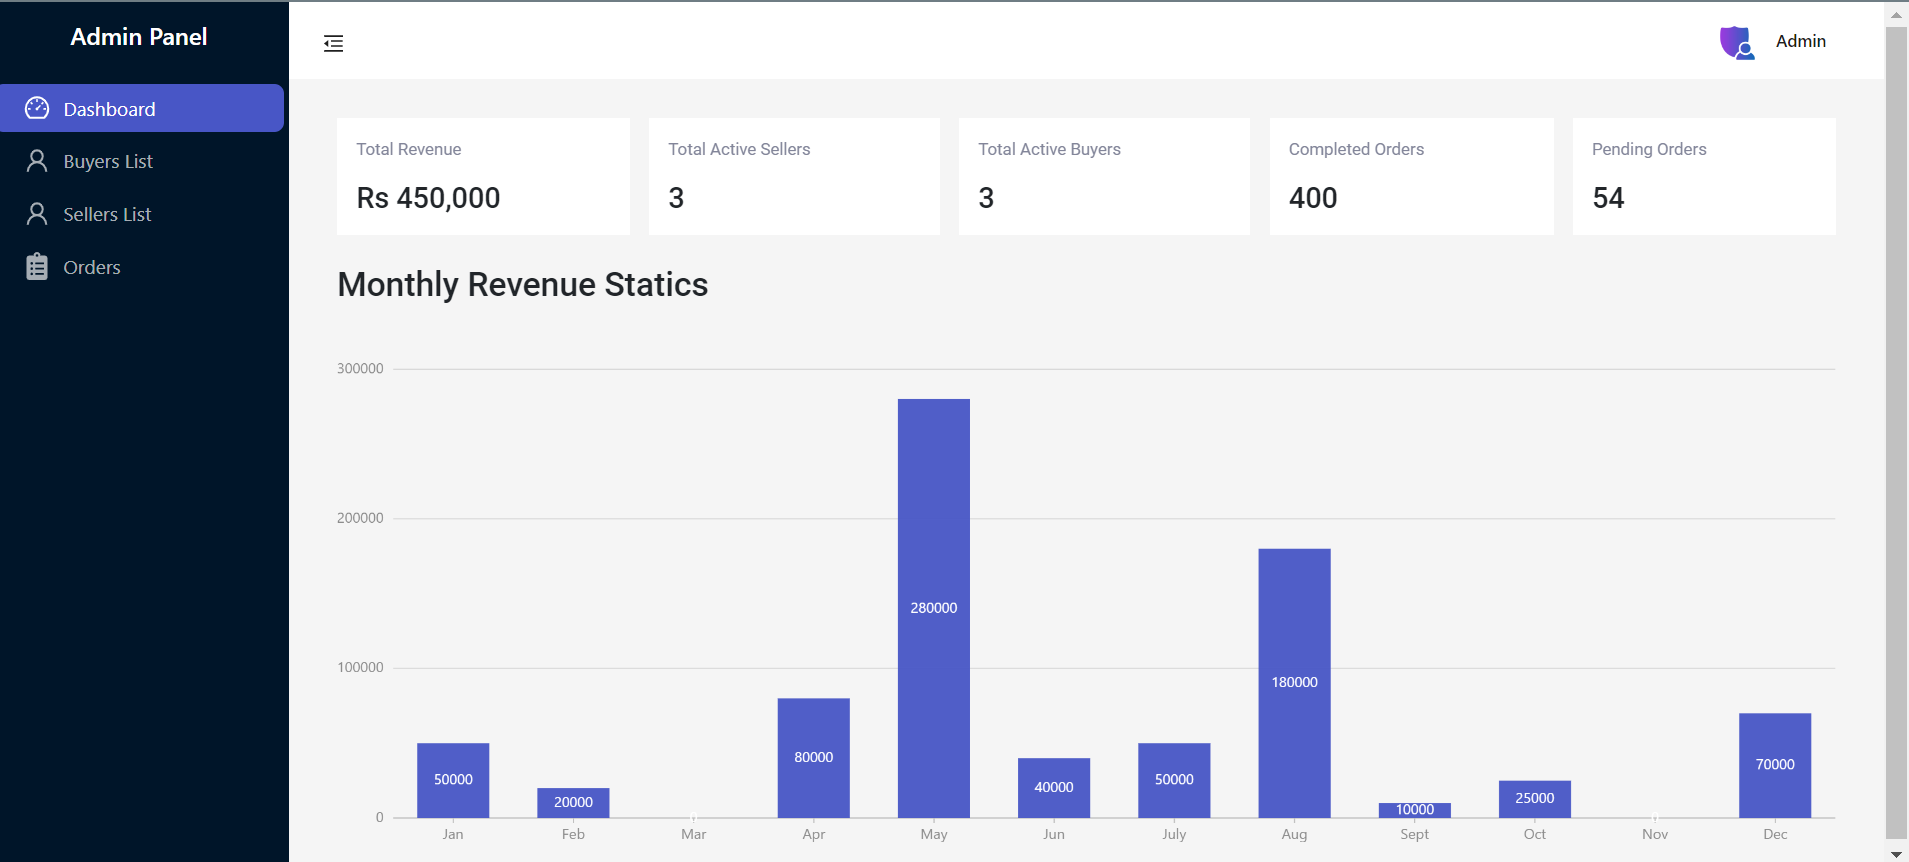 Admin Panel
Dashboard
Buyers List
Sellers List
Orders
Admin
Total Revenue
Rs 450,000
Total Active Sellers
3
Total Active Buyers
3
Completed Orders
400
Pending Orders
54
Monthly Revenue Statics
300000
200000
100000
0
50000
20000
0
80000
280000
40000
50000
180000
10000
25000
0
70000
Jan
Feb
Mar
Apr
May
Jun
July
Aug
Sept
Oct
Nov
Dec